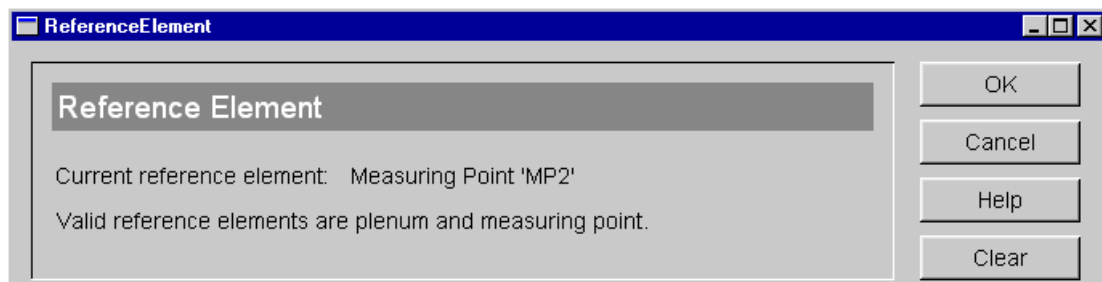 ReferenceElement
Reference Element
Current reference element: Measuring Point 'MP2'
Valid reference elements are plenum and measuring point.
OK
Cancel
Help
Clear